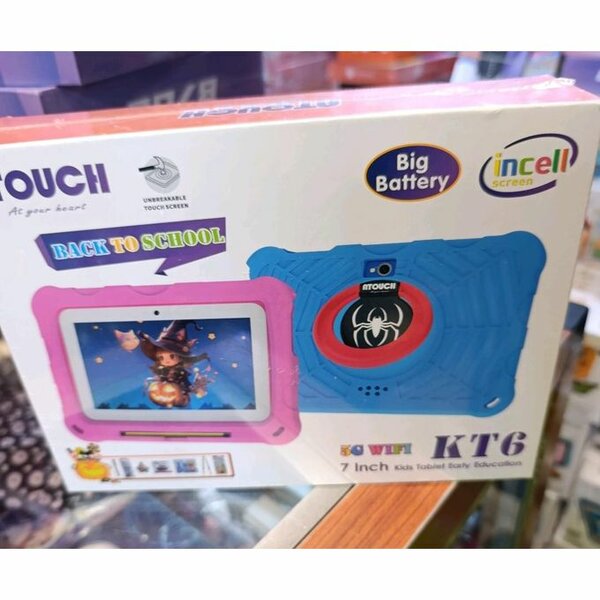 ATOUCH
TOUCH
At your heart
UNBREAKABLE
TOUCH SCREEN
Big
Battery
incell
screen
BACK TO SCHOOL
ATOUCH
5G WIFI
KT6
7 Inch Kids Tablet Early Education